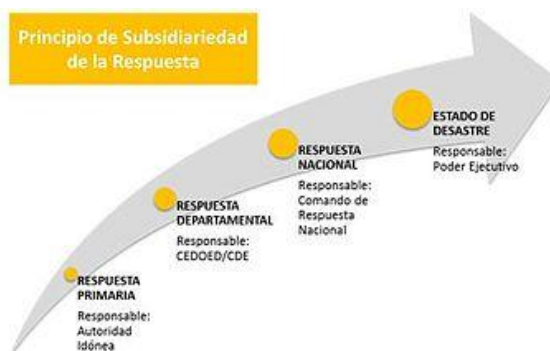 Principio de Subsidiariedad
de la Respuesta
ESTADO DE
DESASTRE
Responsable:
Poder Ejecutivo
RESPUESTA
NACIONAL
Responsable:
Comando de
Respuesta
Nacional
RESPUESTA
DEPARTAMENTAL
Responsable:
CEDOED/CDE
RESPUESTA
PRIMARIA
Responsable:
Autoridad
Idónea